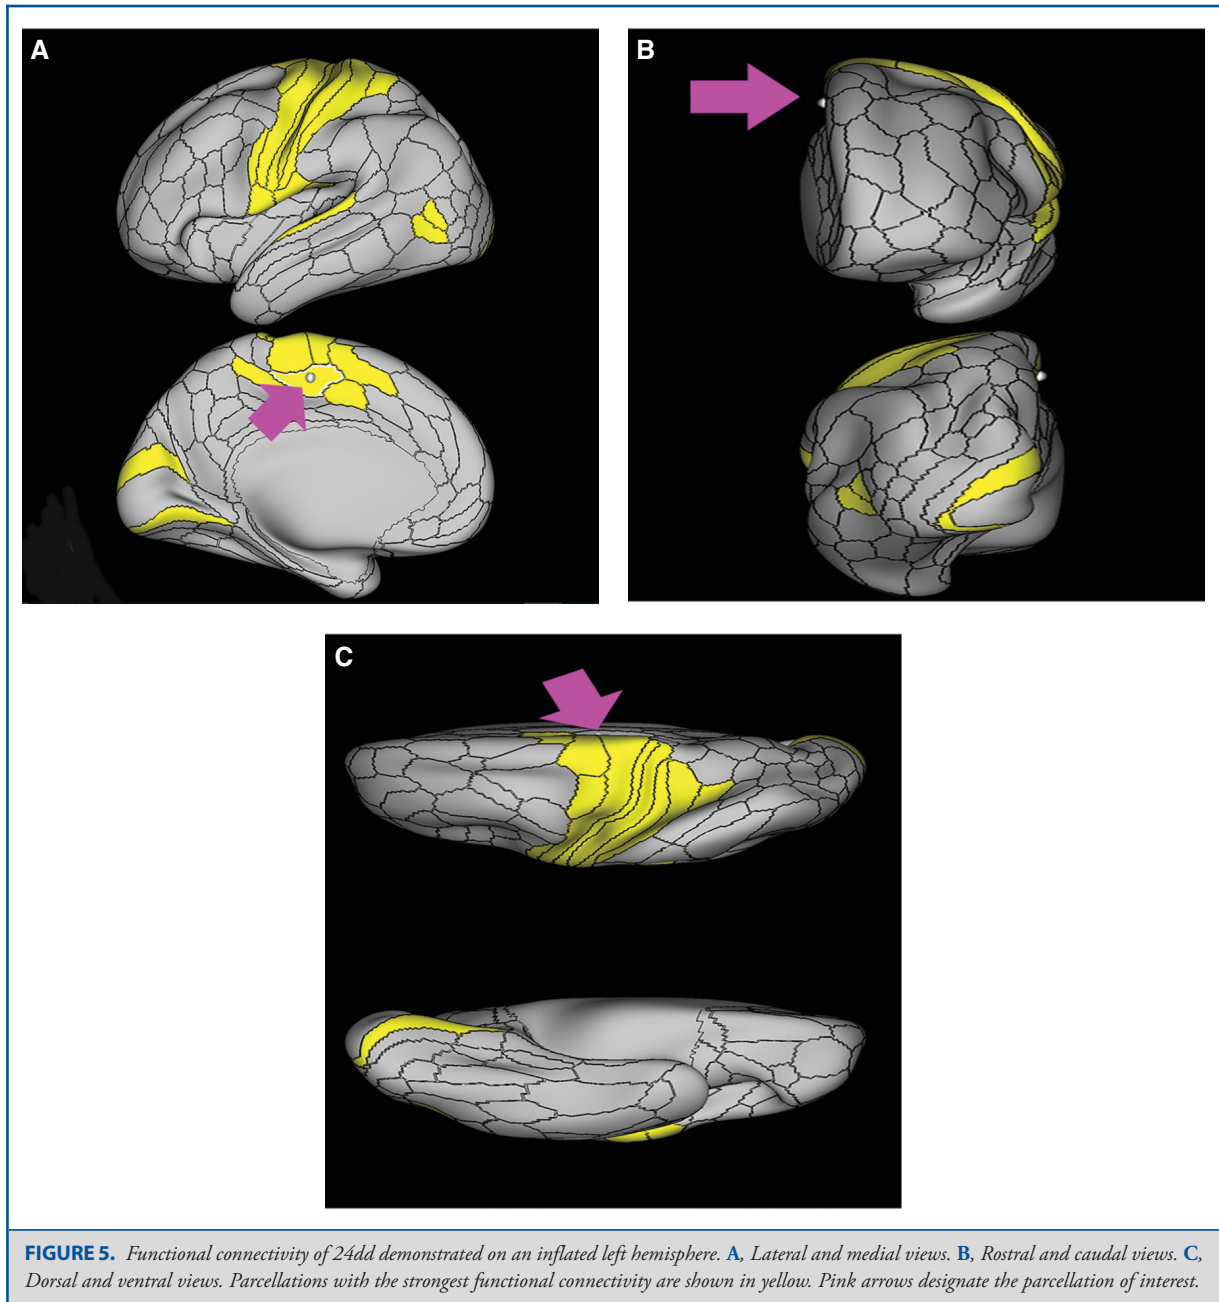 A
B
C
FIGURE 5. Functional connectivity of 24dd demonstrated on an inflated left hemisphere. A, Lateral and medial views. B, Rostral and caudal views. C,
Dorsal and ventral views. Parcellations with the strongest functional connectivity are shown in yellow. Pink arrows designate the parcellation of interest.